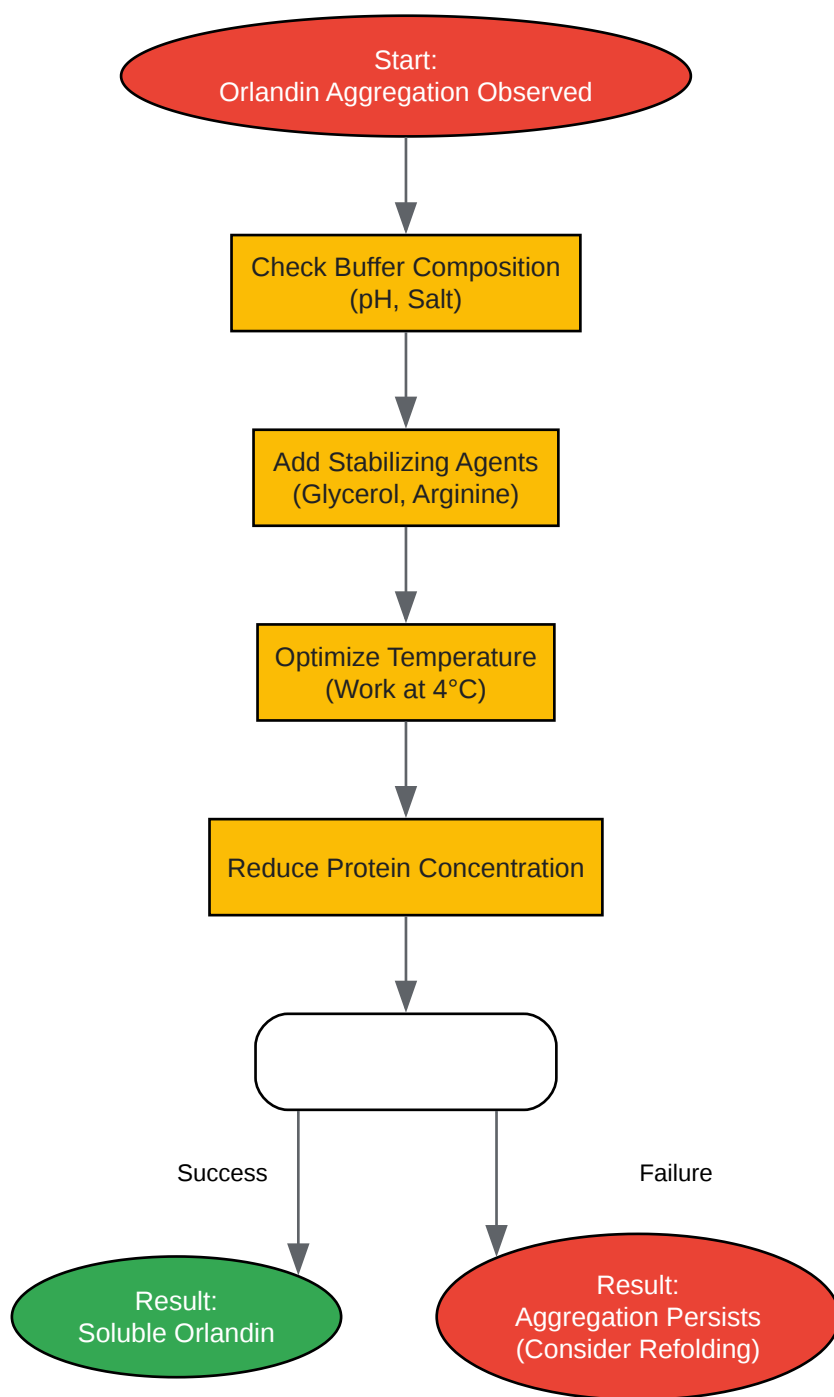 Start:
Orlandin Aggregation Observed
Check Buffer Composition
(pH, Salt)
Add Stabilizing Agents
(Glycerol, Arginine)
Optimize Temperature
(Work at 4°C)
Reduce Protein Concentration
Success
Failure
Result:
Soluble Orlandin
Result:
Aggregation Persists
(Consider Refolding)